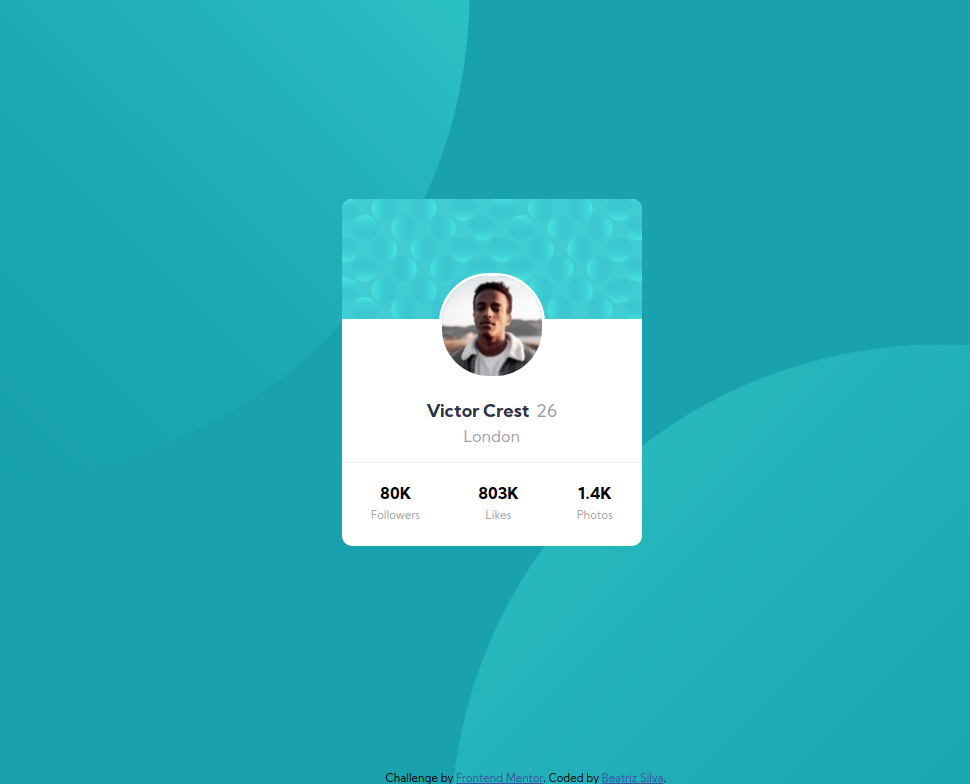 Victor Crest 26
London
80K 803K 1.4K
Followers Likes Photos
Challenge by Frontend Mentor. Coded by Beatriz Silva.